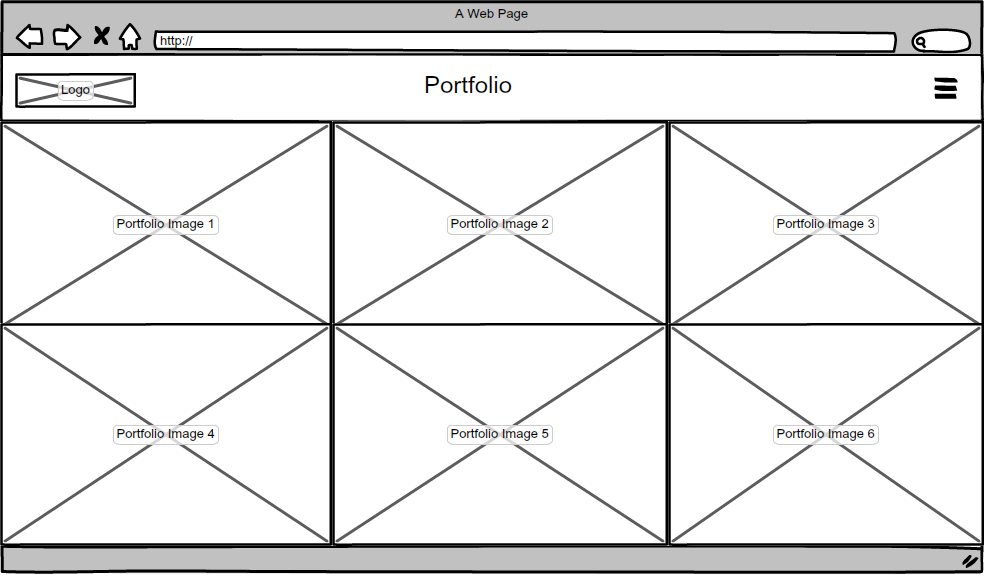 A Web Page
http://
Logo
Portfolio
Portfolio Image 1
Portfolio Image 2
Portfolio Image 3
Portfolio Image 4
Portfolio Image 5
Portfolio Image 6